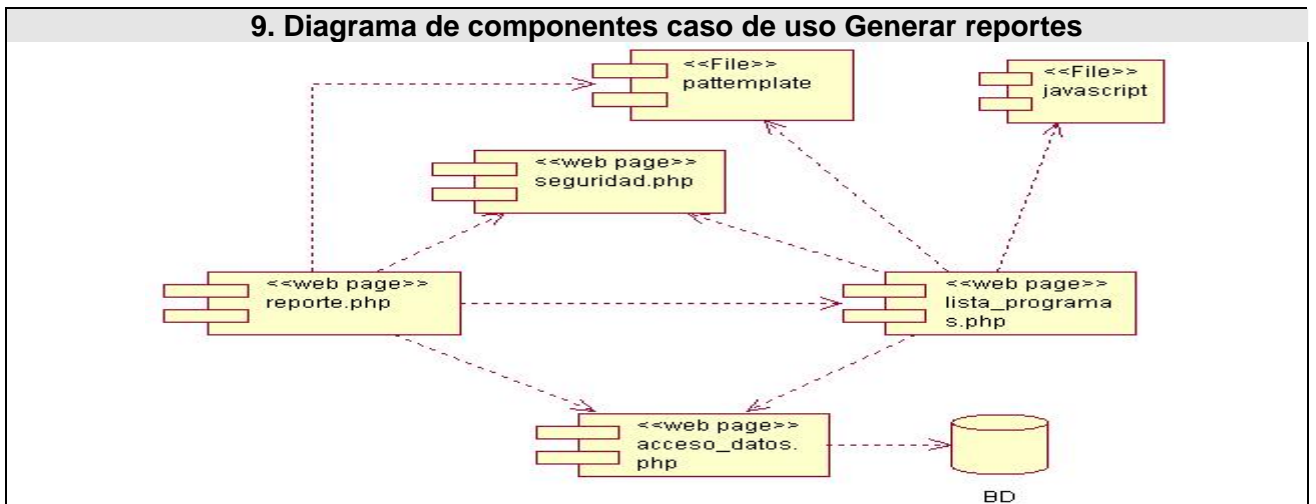 9. Diagrama de componentes caso de uso Generar reportes
<<File>>
pattemplate
<<File>>
javascript
<<web page>>
seguridad.php
<<web page>>
reporte.php
<<web page>>
lista_programa
s.php
<<web page>>
acceso_datos.
php
BD